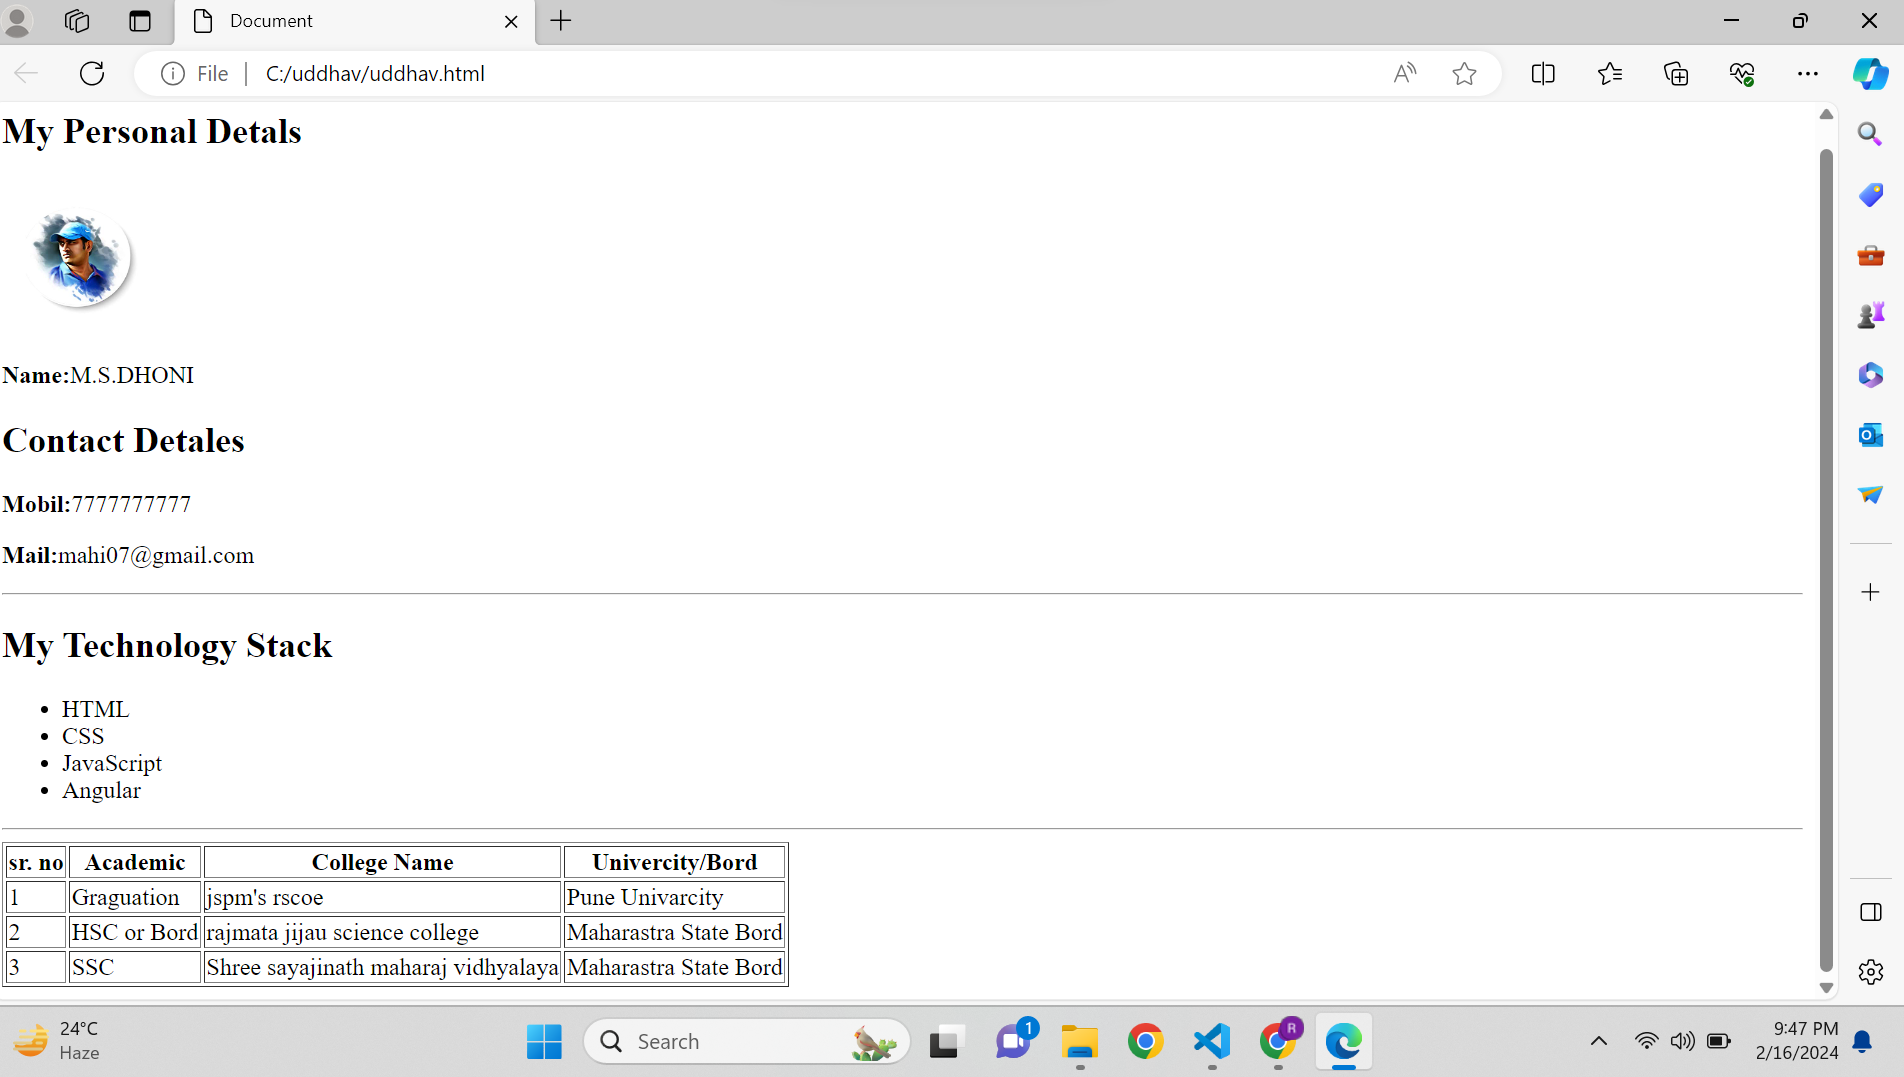 Document
File
C:/uddhav/uddhav.html
My Personal Detals
Name:M.S.DHONI
Contact Detales
Mobil:7777777777
Mail:mahi07@gmail.com
My Technology Stack
HTML
CSS
JavaScript
Angular
sr. no Academic College Name Univercity/Bord
1 Graguation jspm's rscoe Pune Univarcity
2 HSC or Bord rajmata jijau science college Maharastra State Bord
3 SSC Shree sayajinath maharaj vidhyalaya Maharastra State Bord
24°C
Haze
Search
1
R
9:47 PM
2/16/2024